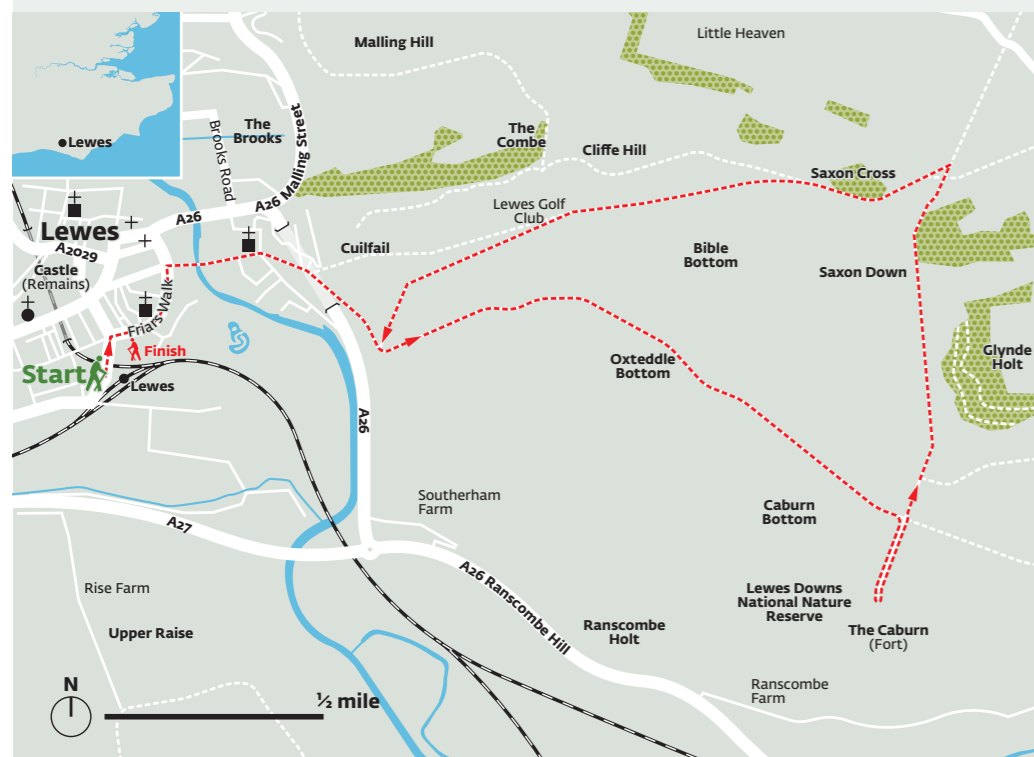 Little Heaven
Malling Hill
Lewes
The
Brooks
Brooks Road
A26 Malling Street
The
Combe
Cliffe Hill
Saxon Cross
A26
Lewes
A2029
Castle
(Remains)
Cuilfail
Lewes Golf
Club
Bible
Bottom
Saxon Down
Friars Walk
Finish
Start
Lewes
Oxteddle
Bottom
Glynde
Holt
A26
Southerham
Farm
Caburn
Bottom
A27
A26 Ranscombe Hill
Rise Farm
Upper Raise
Ranscombe
Holt
Lewes Downs
National Nature
Reserve
The Caburn
(Fort)
Ranscombe
Farm
N
½ mile